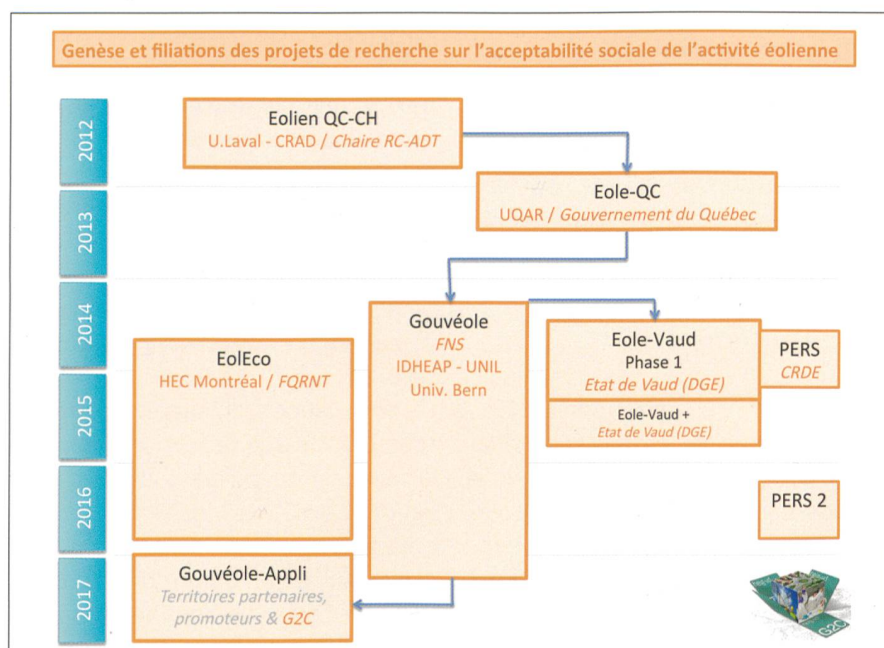 Genèse et filiations des projets de recherche sur l'acceptabilité sociale de l'activité éolienne
2012
Eolien QC-CH
U.Laval - CRAD / Chaire RC-ADT
2013
Eole-QC
UQAR / Gouvernement du Québec
2014
Gouvéole
FNS
IDHEAP - UNIL
Univ. Bern
Eole-Vaud
Phase 1
Etat de Vaud (DGE)
PERS
CRDE
EolEco
HEC Montréal / FQRNT
2015
Eole-Vaud +
Etat de Vaud (DGE)
2016
PERS 2
2017
Gouvéole-Appli
Territoires partenaires,
promoteurs & G2C
G2C